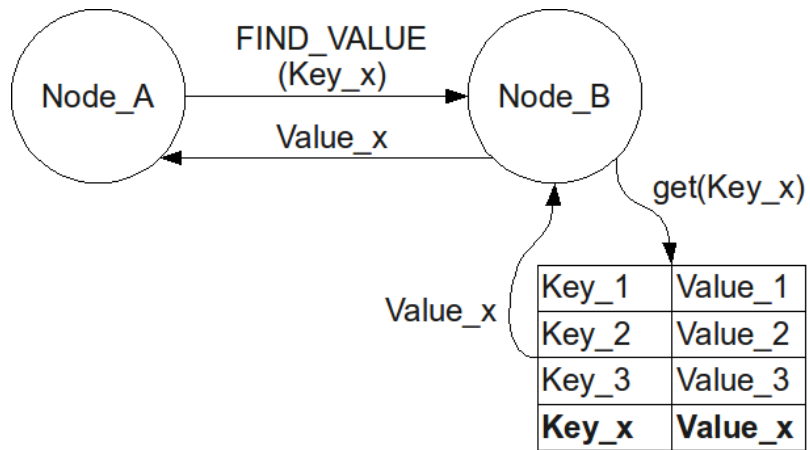 FIND_VALUE
(Key_x)
Node_A
Node_B
Value_x
get(Key_x)
Value_x
Key_1 Value_1
Key_2 Value_2
Key_3 Value_3
Key_x Value_x